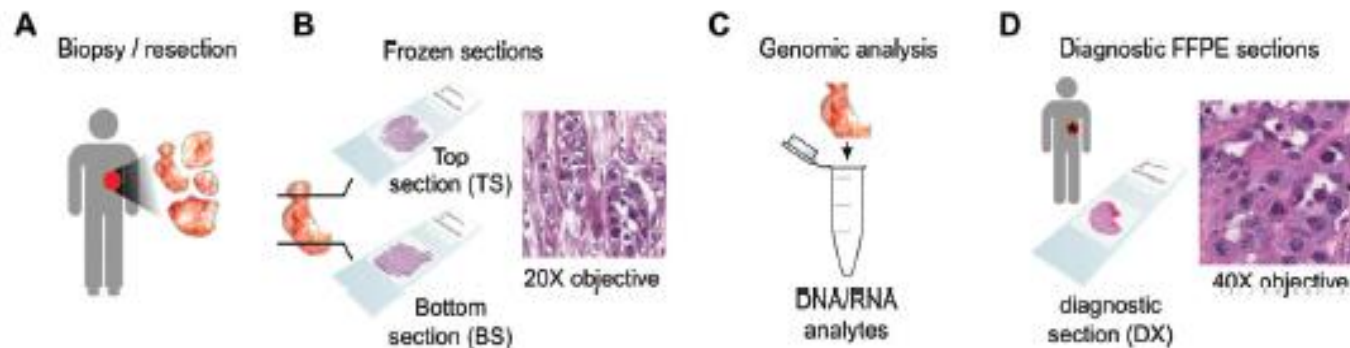 A
Biopsy / resection
B
Frozen sections
Top
section (TS)
Bottom
section (BS)
20X objective
C
Genomic analysis
DNA/RNA
analytes
D
Diagnostic FFPE sections
diagnostic
section (DX)
40X objective